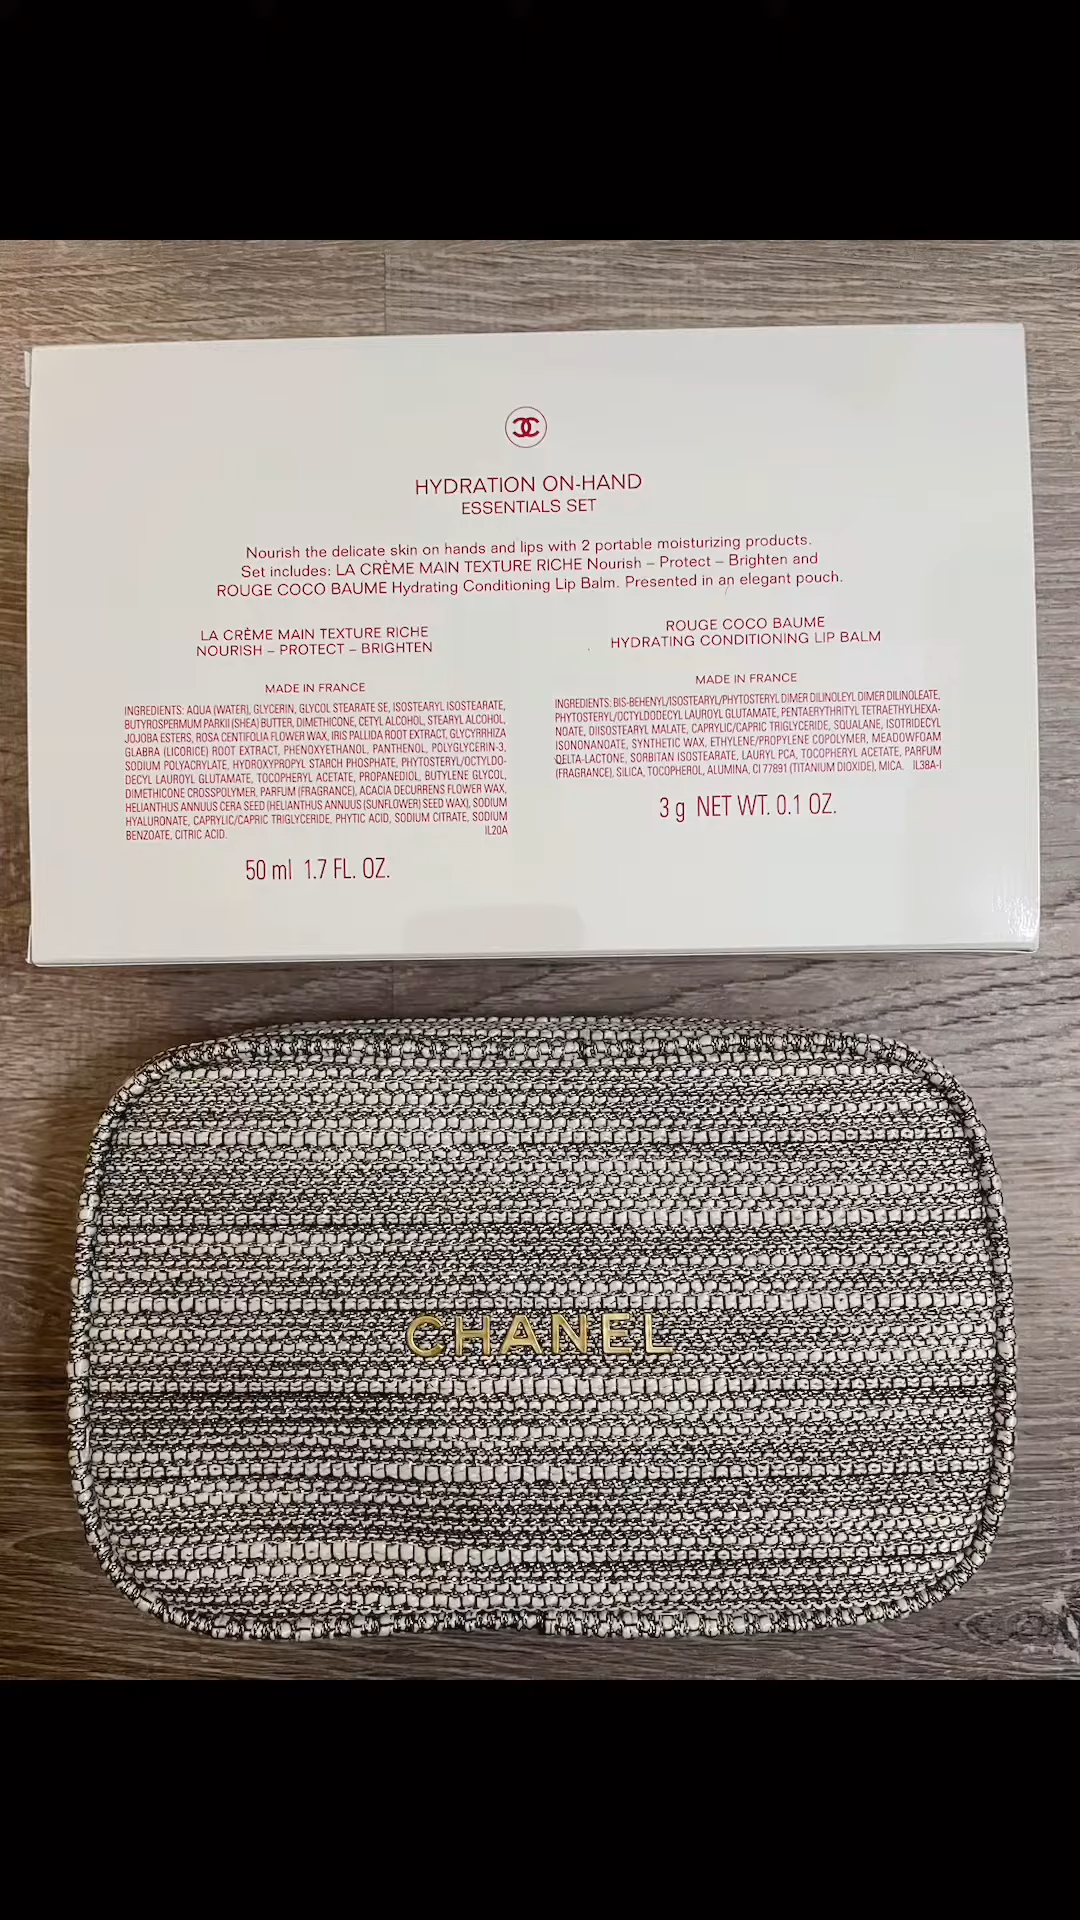 HYDRATION ON-HAND
ESSENTIALS SET
Nourish the delicate skin on hands and lips with 2 portable moisturizing products.
Set includes: LA CRÈME MAIN TEXTURE RICHE Nourish – Protect – Brighten and
ROUGE COCO BAUME Hydrating Conditioning Lip Balm. Presented in an elegant pouch.
LA CRÈME MAIN TEXTURE RICHE
NOURISH – PROTECT – BRIGHTEN
MADE IN FRANCE
INGREDIENTS: AQUA (WATER), GLYCERIN, GLYCOL STEARATE SE, ISOSTEARYL ISOSTEARATE,
BUTYROSPERMUM PARKII (SHEA) BUTTER, DIMETHICONE, CETYL ALCOHOL, STEARYL ALCOHOL,
JOJOBA ESTERS, ROSA CENTIFOLIA FLOWER WAX, IRIS PALLIDA ROOT EXTRACT, GLYCYRRHIZA
GLABRA (LICORICE) ROOT EXTRACT, PHENOXYETHANOL, PANTHENOL, POLYGLYCERIN-3,
SODIUM POLYACRYLATE, HYDROXYPROPYL STARCH PHOSPHATE, PHYTOSTERYL/OCTYLDO-
DECYL LAUROYL GLUTAMATE, TOCOPHERYL ACETATE, PROPANEDIOL, BUTYLENE GLYCOL,
DIMETHICONE CROSSPOLYMER, PARFUM (FRAGRANCE), ACACIA DECURRENS FLOWER WAX,
HELIANTHUS ANNUUS CERA SEED (HELIANTHUS ANNUUS (SUNFLOWER) SEED WAX), SODIUM
HYALURONATE, CAPRYLIC/CAPRIC TRIGLYCERIDE, PHYTIC ACID, SODIUM CITRATE, SODIUM
BENZOATE, CITRIC ACID. IL20A
50 ml 1.7 FL. OZ.
ROUGE COCO BAUME
HYDRATING CONDITIONING LIP BALM
MADE IN FRANCE
INGREDIENTS: BIS-BEHENYL/ISOSTEARYL/PHYTOSTERYL DIMER DILINOLEYL DIMER DILINOLEATE,
PHYTOSTERYL/OCTYLDODECYL LAUROYL GLUTAMATE, PENTAERYTHRITYL TETRAETHYLHEXA-
NOATE, DIISOSTEARYL MALATE, CAPRYLIC/CAPRIC TRIGLYCERIDE, SQUALANE, ISOTRIDECYL
ISONONANOATE, SYNTHETIC WAX, ETHYLENE/PROPYLENE COPOLYMER, MEADOWFOAM
DELTA-LACTONE, SORBITAN ISOSTEARATE, LAURYL PCA, TOCOPHERYL ACETATE, PARFUM
(FRAGRANCE), SILICA, TOCOPHEROL, ALUMINA, CI 77891 (TITANIUM DIOXIDE), MICA. IL38A-I
3 g NET WT. 0.1 OZ.
CHANEL